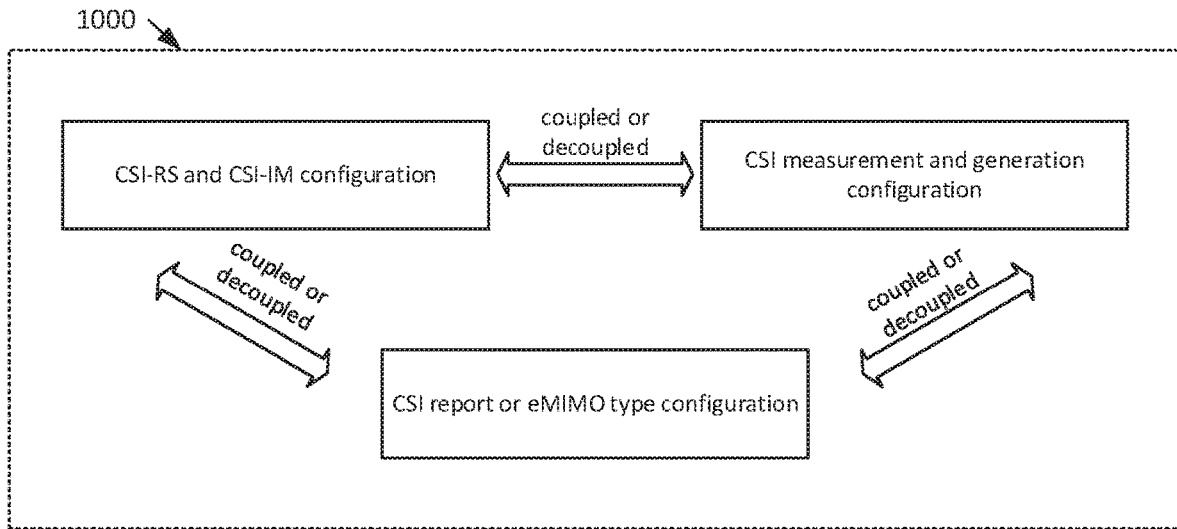 1000
coupled or
decoupled
CSI-RS and CSI-IM configuration
CSI measurement and generation
configuration
coupled or
decoupled
coupled or
decoupled
CSI report or eMIMO type configuration